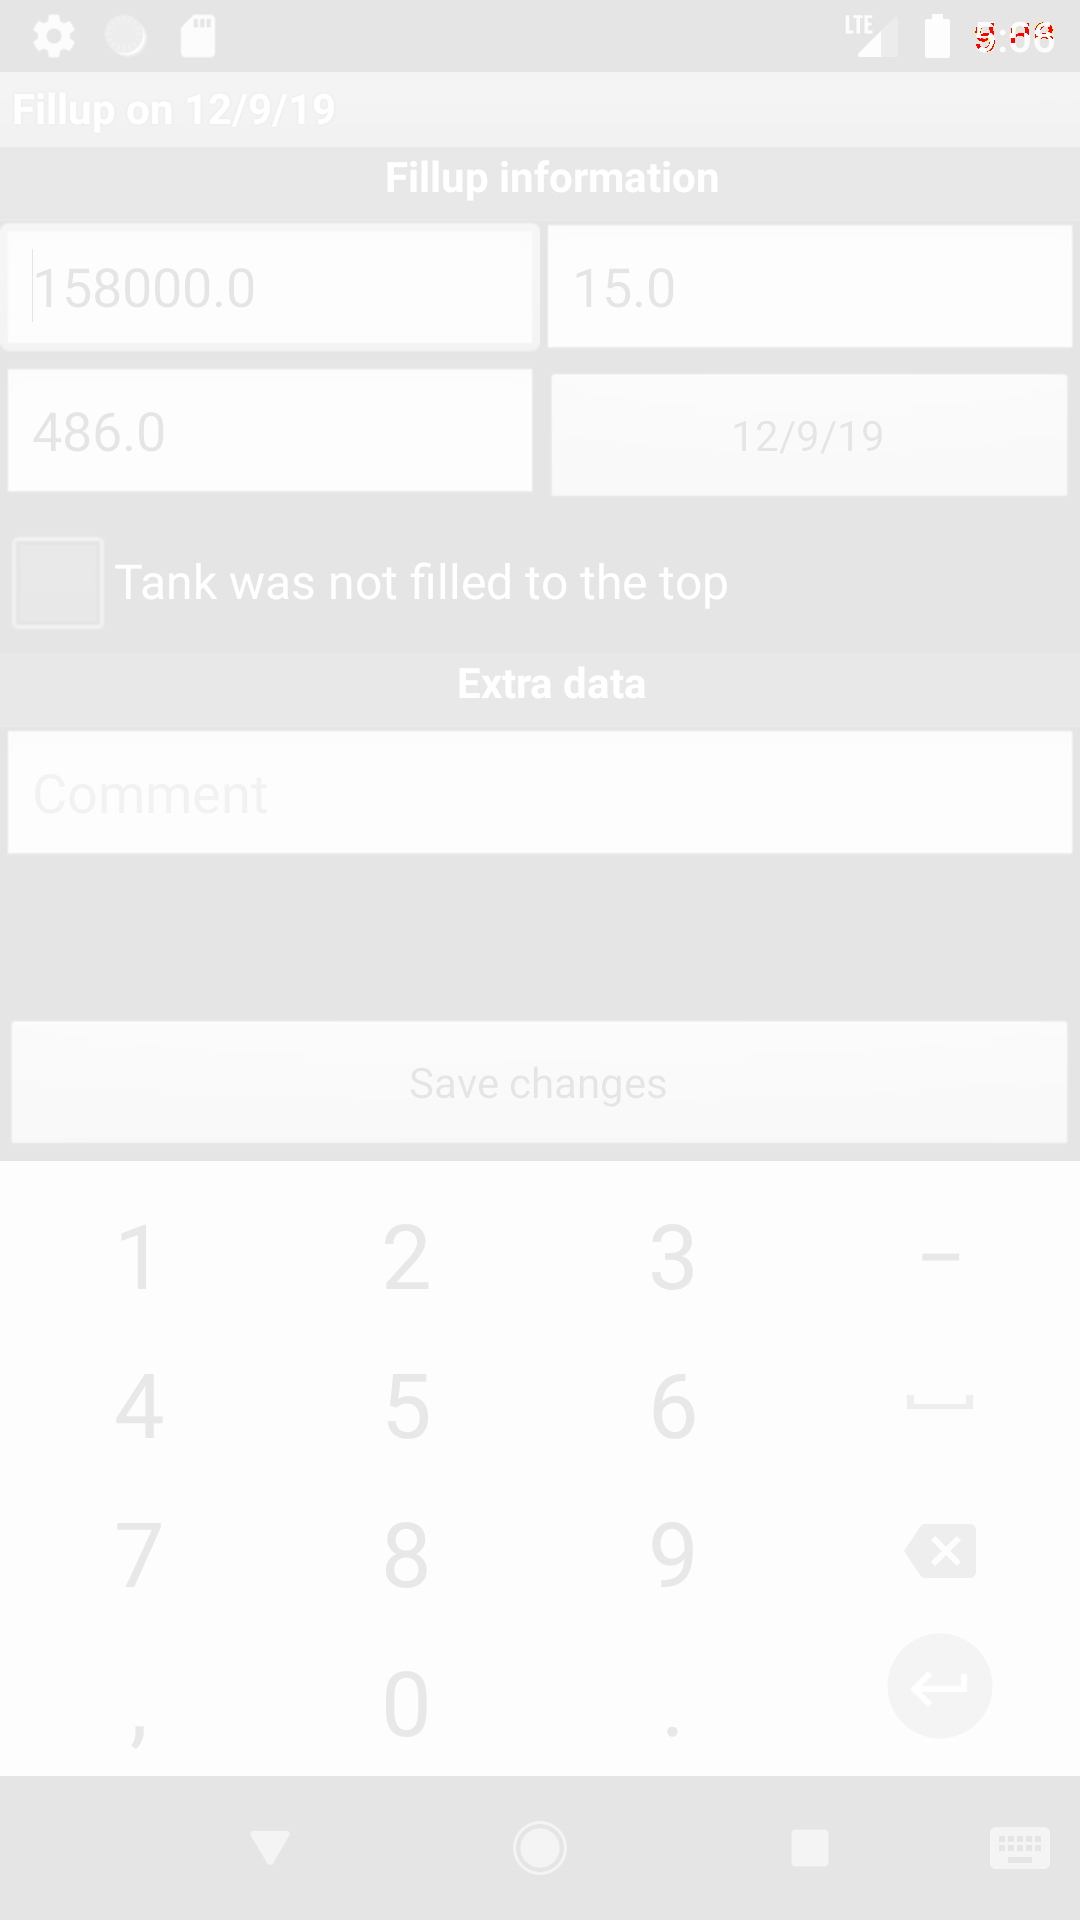 LTE
Fillup on 12/9/19
Fillup information
158000.0 15.0
486.0 12/9/19
Tank was not filled to the top
Extra data
Comment
Save changes
1 2 3 –
4 5 6
7 8 9
, 0 .